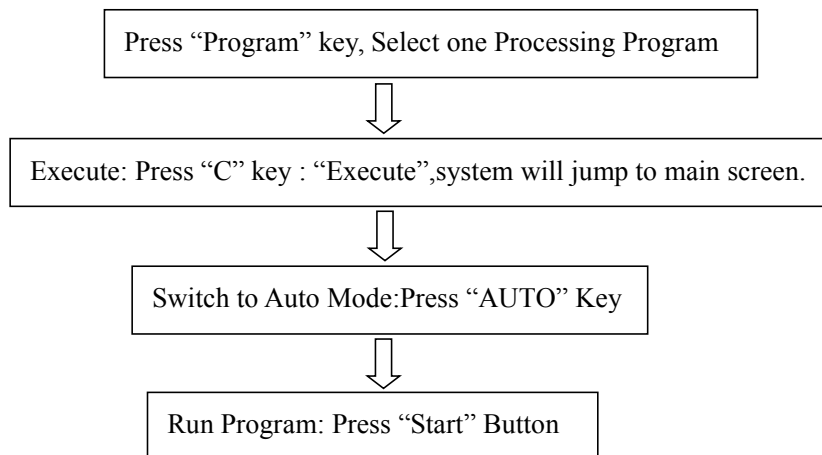 Press “Program” key, Select one Processing Program
Execute: Press “C” key : “Execute”,system will jump to main screen.
Switch to Auto Mode:Press “AUTO” Key
Run Program: Press “Start” Button